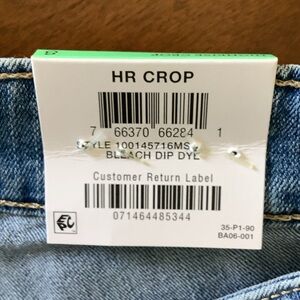 HR CROP
7 66370 66284 1
STYLE 100145716MS
BLEACH DIP DYE
Customer Return Label
071464485344
35-P1-90
BA06-001